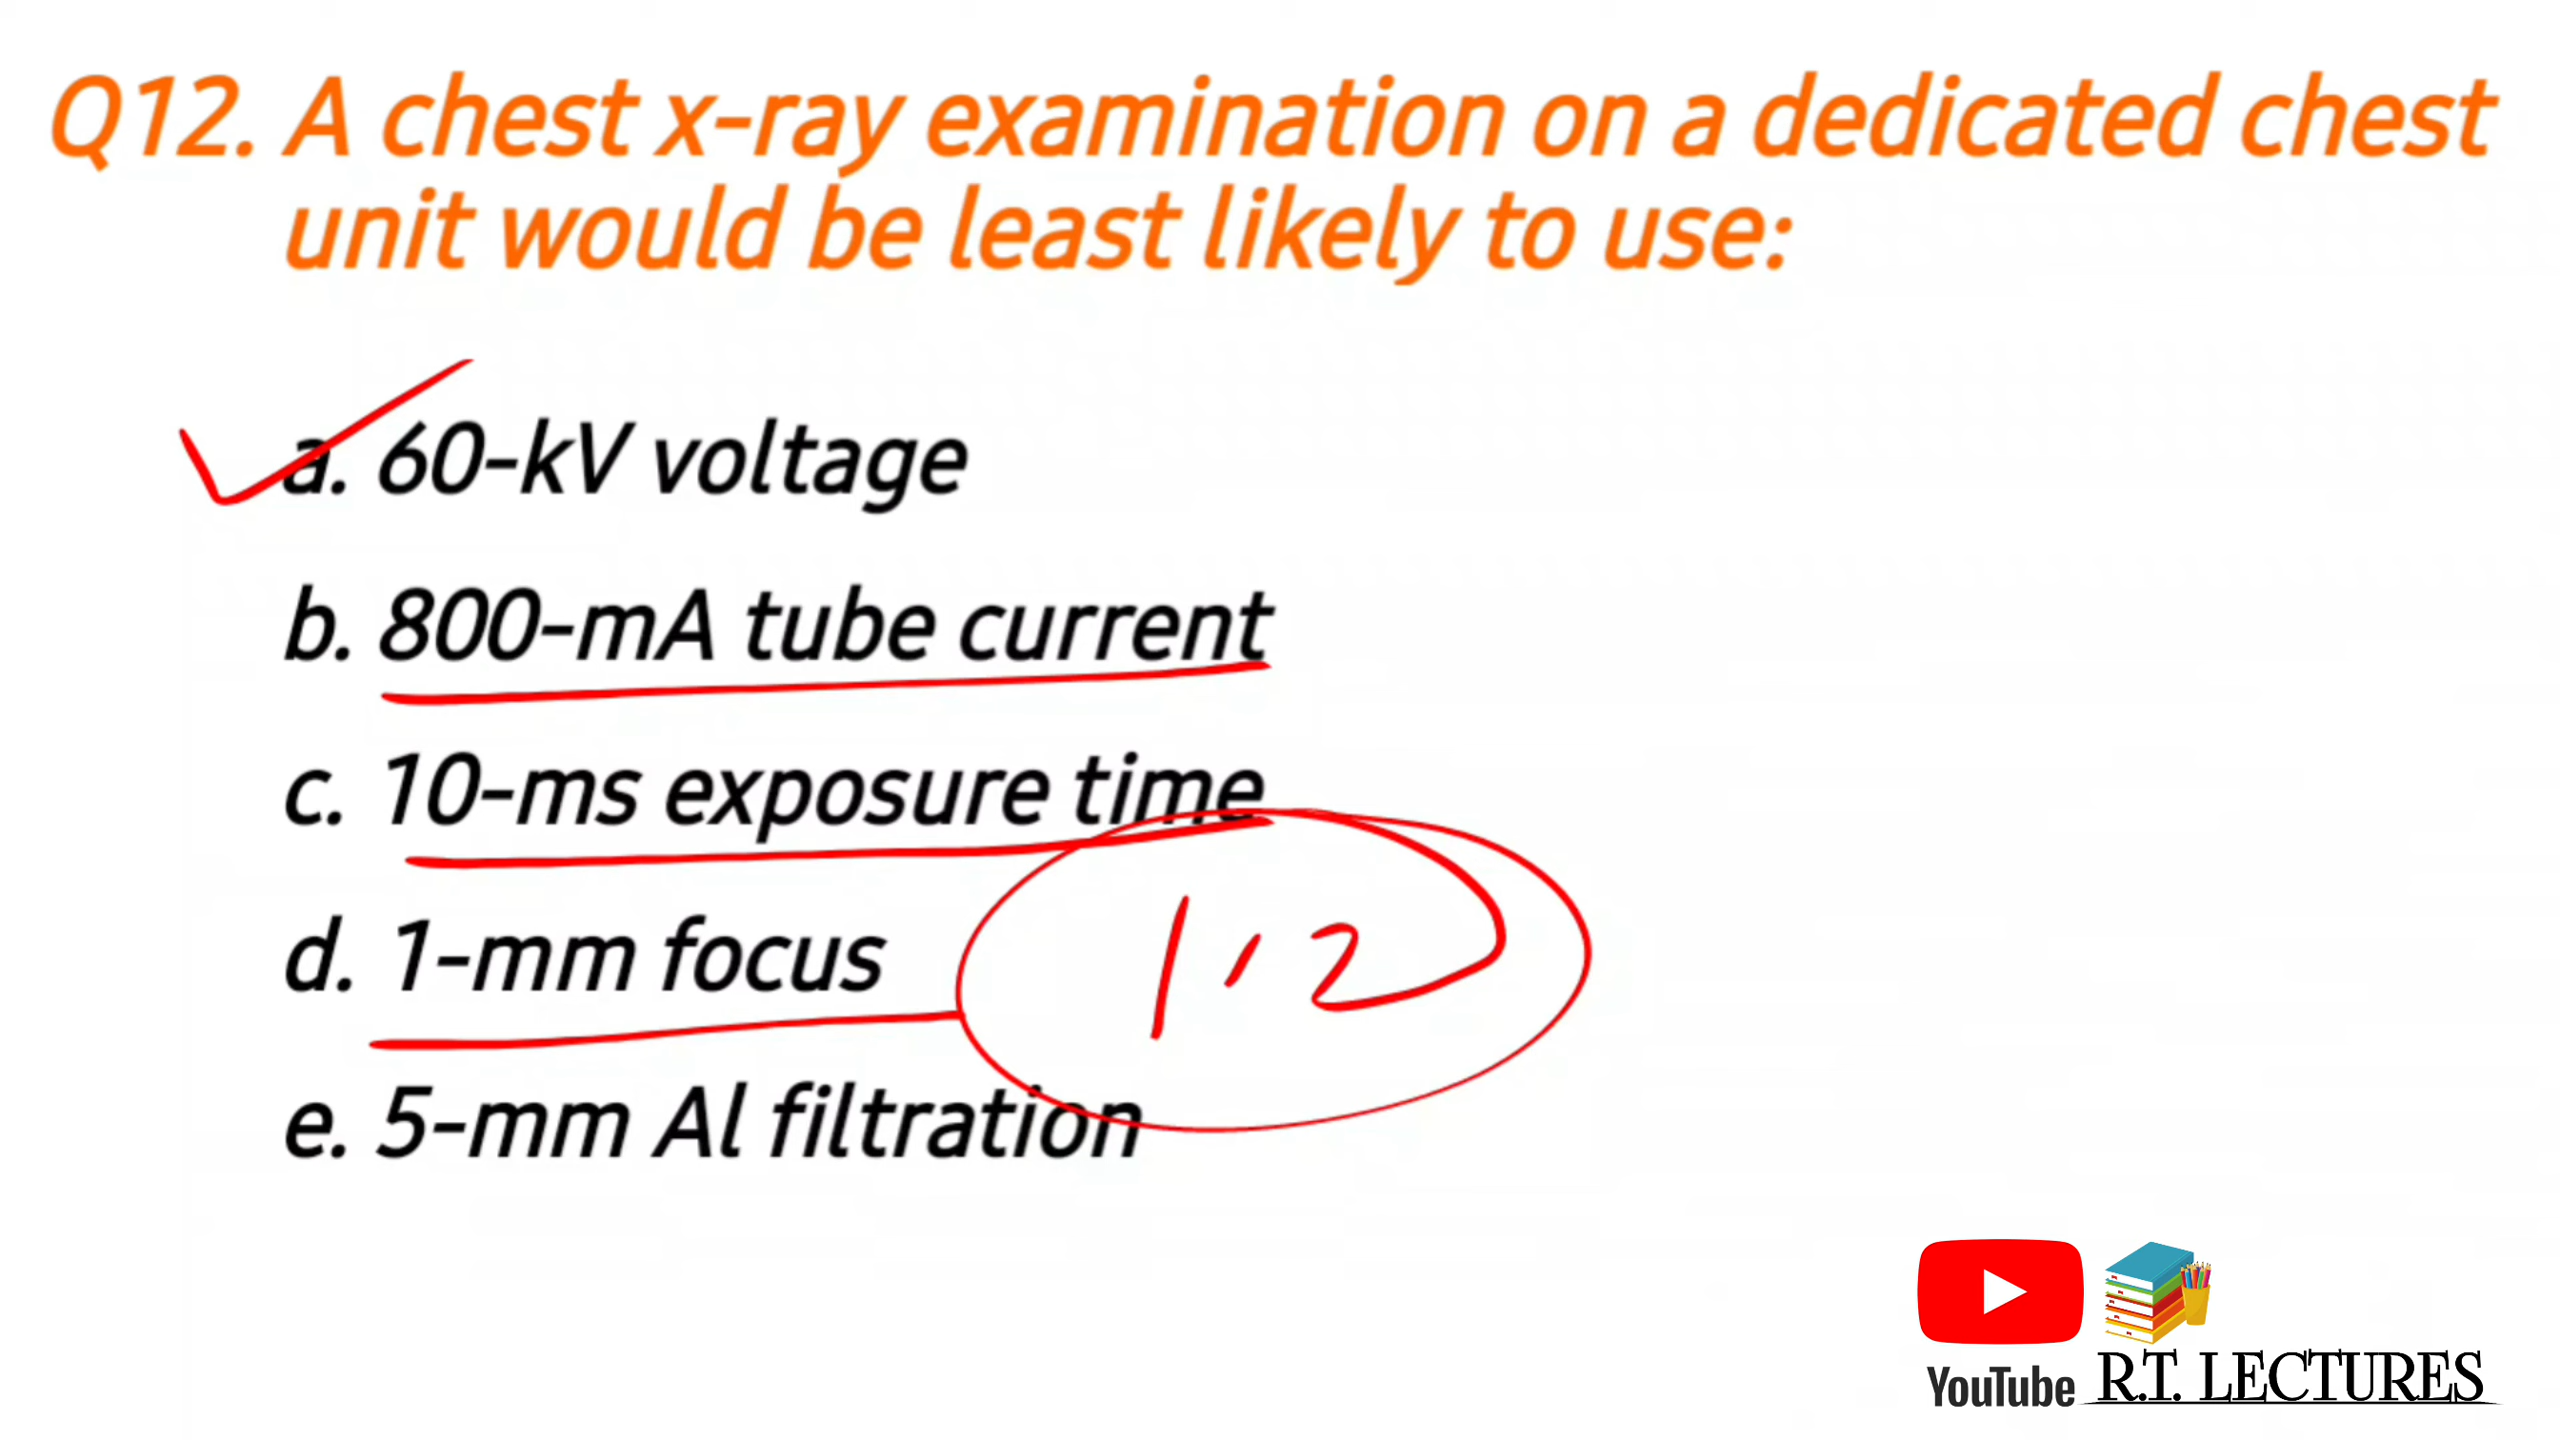 Q12. A chest x-ray examination on a dedicated chest
unit would be least likely to use:
a. 60-kV voltage
b. 800-mA tube current
c. 10-ms exposure time
d. 1-mm focus
1,2
e. 5-mm Al filtration
YouTube R.T. LECTURES